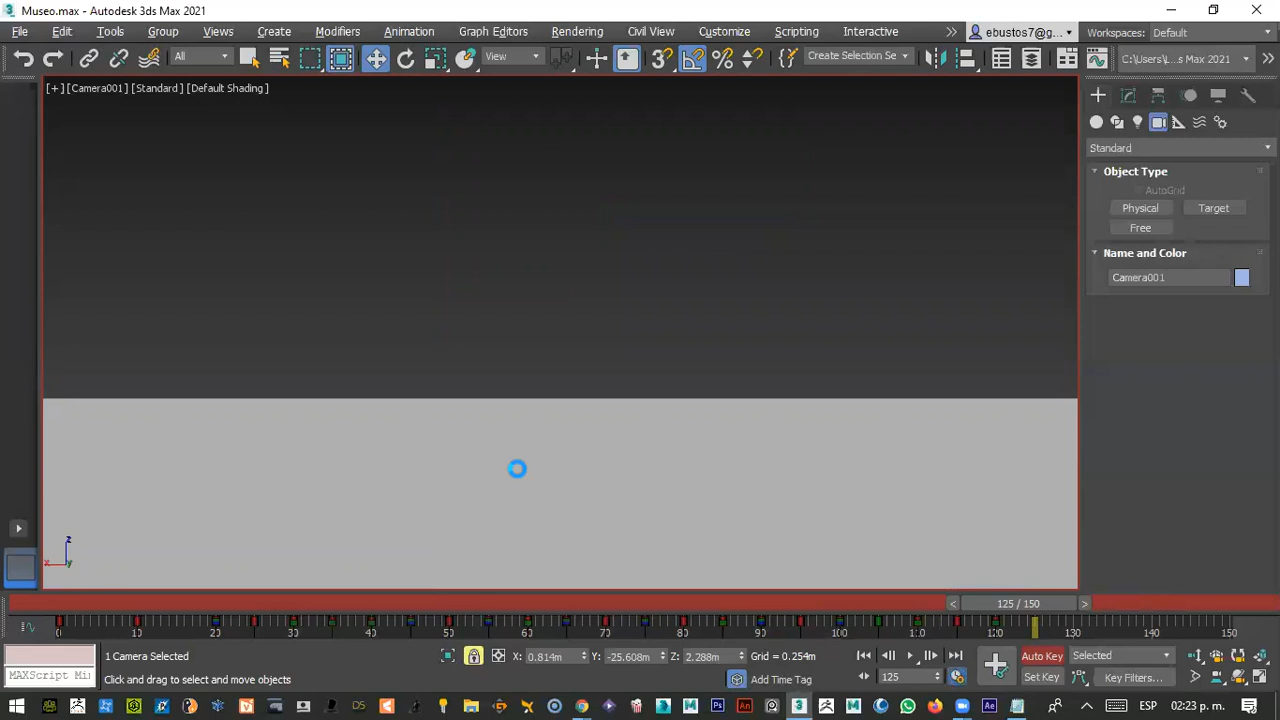 Museo.max - Autodesk 3ds Max 2021
File Edit Tools Group Views Create Modifiers Animation Graph Editors Rendering Civil View Customize Scripting Interactive ebustos7@g... Workspaces: Default
All View Create Selection Se C:\Users\L...s Max 2021
[+] [Camera001] [Standard] [Default Shading]
Standard
Object Type
AutoGrid
Physical Target
Free
Name and Color
Camera001
z
x y
< 125 / 150 >
0 10 20 30 40 50 60 70 80 90 100 110 120 130 140 150
1 Camera Selected X: 0.814m Y: -25.608m Z: 2.288m Grid = 0.254m Auto Key Selected
MAXScript Mi Click and drag to select and move objects Add Time Tag 125 Set Key Key Filters...
ESP 02:23 p. m.